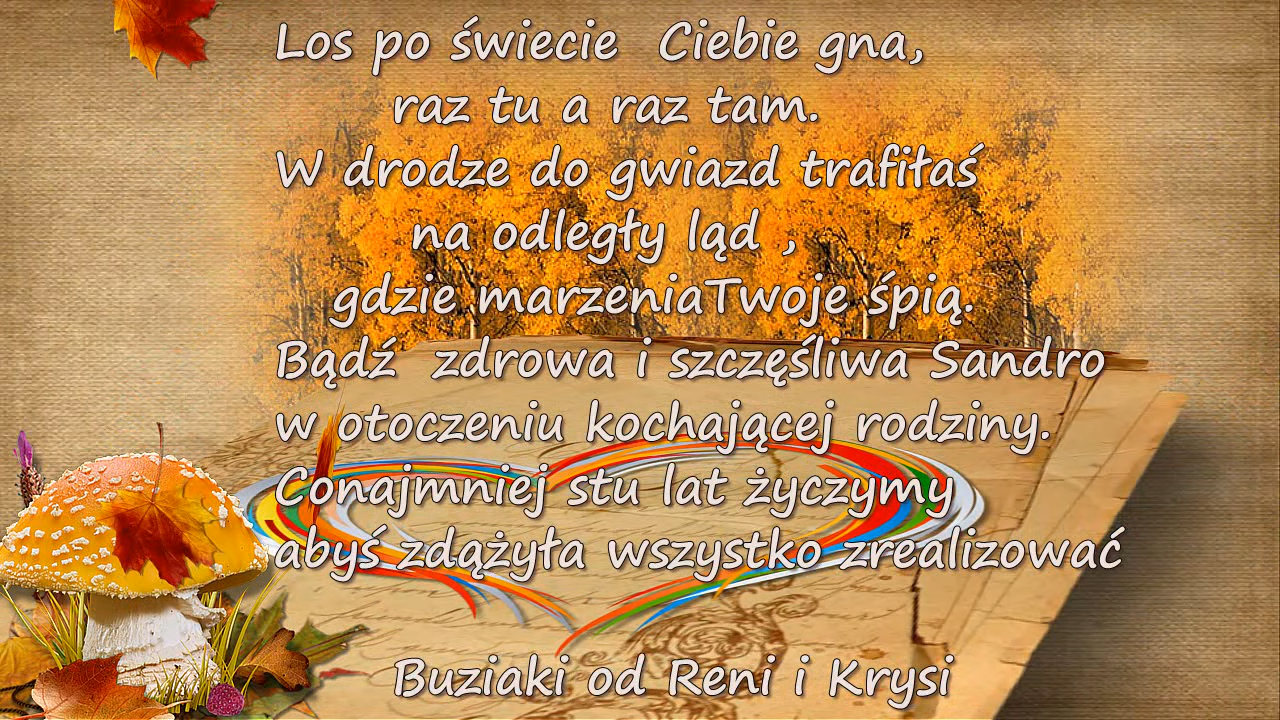 Los po świecie Ciebie gna,
raz tu a raz tam.
W drodze do gwiazd trafiłaś
na odległy ląd ,
gdzie marzeniaTwoje śpią.
Bądź zdrowa i szczęśliwa Sandro
w otoczeniu kochającej rodziny.
Conajmniej stu lat życzymy
abyś zdążyła wszystko zrealizować
Buziaki od Reni i Krysi